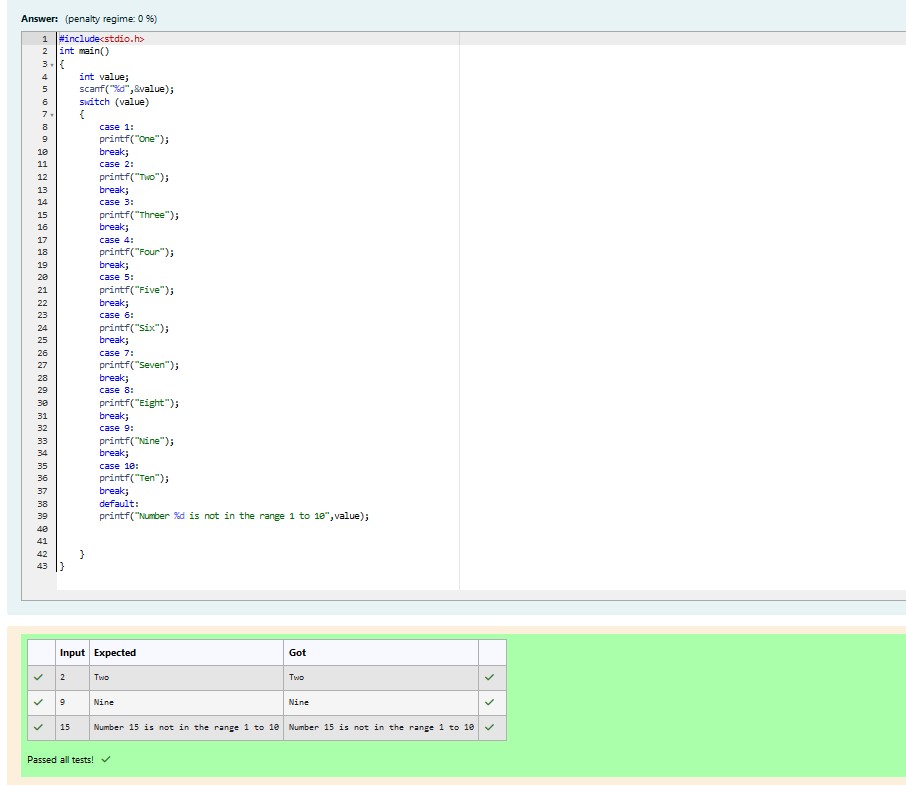 Answer: (penalty regime: 0 %)
1 #include<stdio.h>
2 int main()
3 {
4 int value;
5 scanf("%d",&value);
6 switch (value)
7 {
8 case 1:
9 printf("One");
10 break;
11 case 2:
12 printf("Two");
13 break;
14 case 3:
15 printf("Three");
16 break;
17 case 4:
18 printf("Four");
19 break;
20 case 5:
21 printf("Five");
22 break;
23 case 6:
24 printf("Six");
25 break;
26 case 7:
27 printf("Seven");
28 break;
29 case 8:
30 printf("Eight");
31 break;
32 case 9:
33 printf("Nine");
34 break;
35 case 10:
36 printf("Ten");
37 break;
38 default:
39 printf("Number %d is not in the range 1 to 10",value);
40
41
42 }
43 }
Input Expected Got
2 Two Two
9 Nine Nine
15 Number 15 is not in the range 1 to 10 Number 15 is not in the range 1 to 10
Passed all tests!